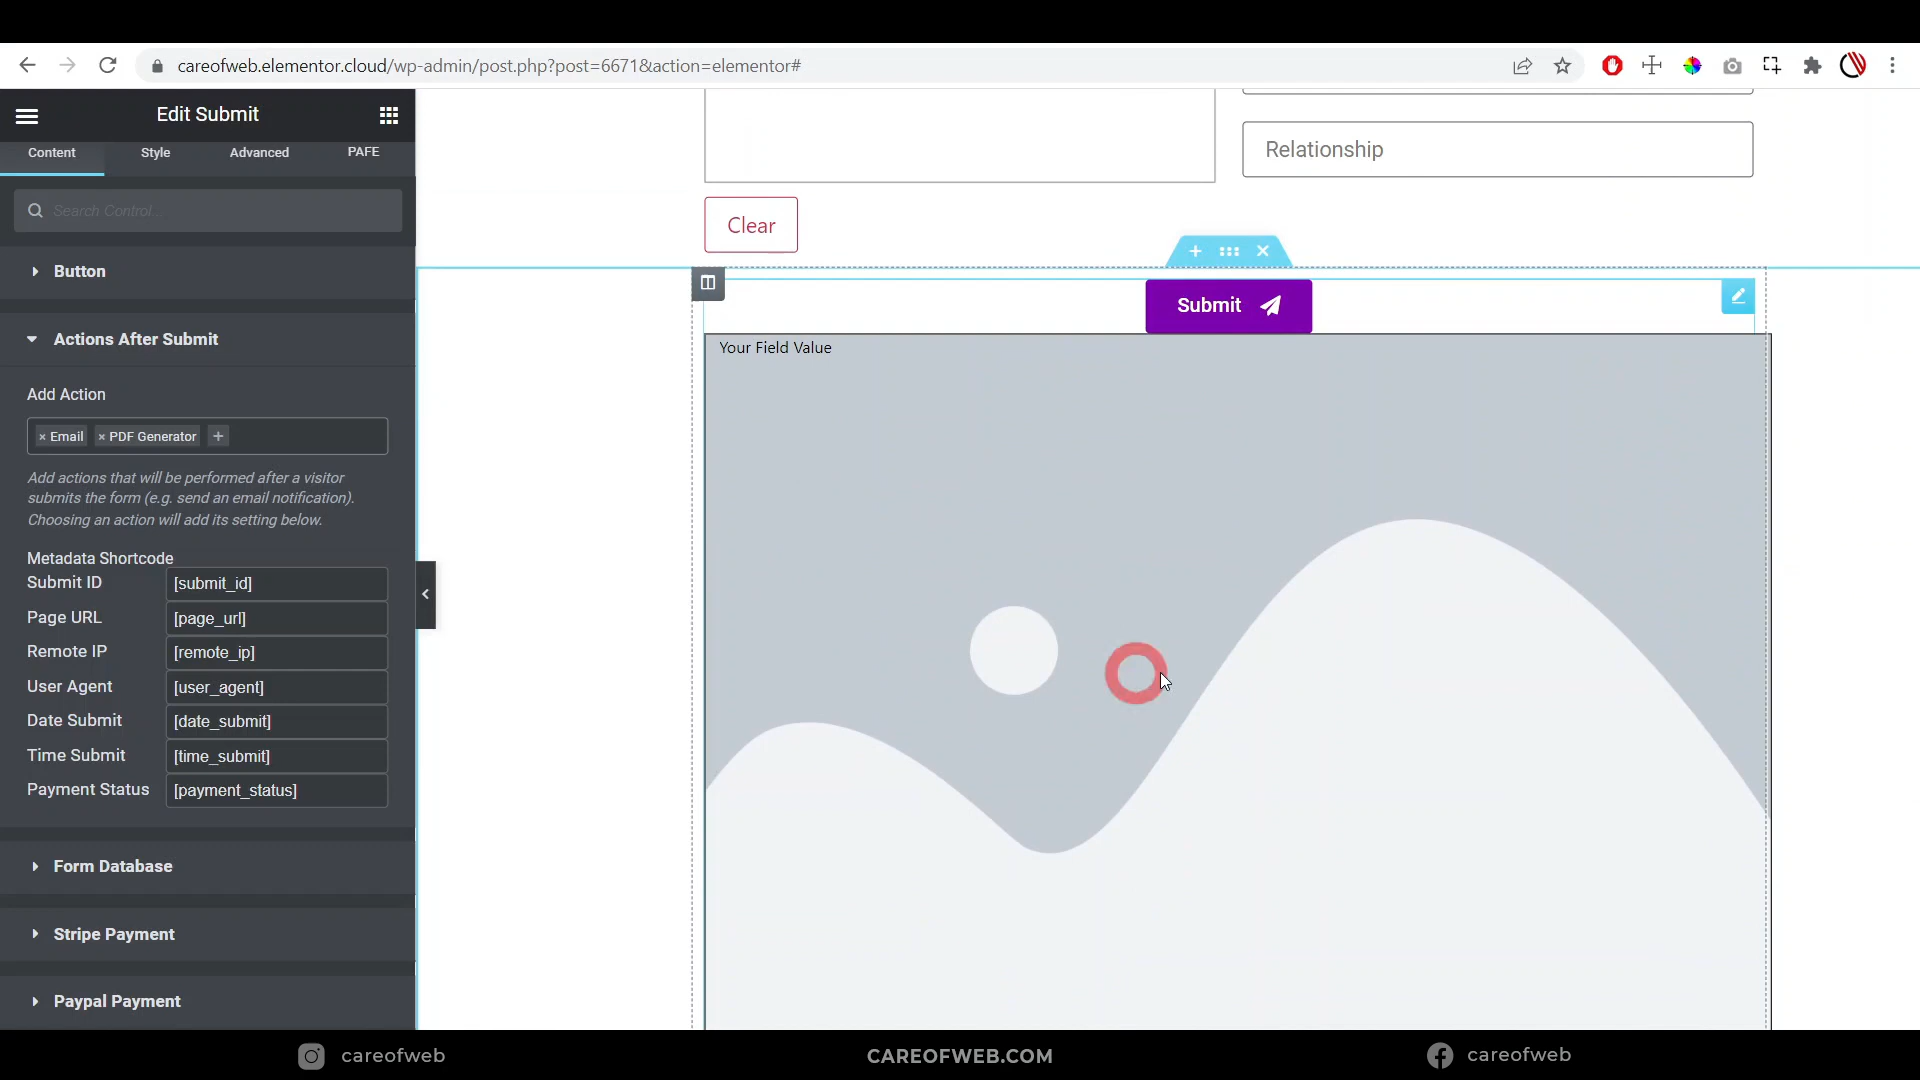 careofweb.elementor.cloud/wp-admin/post.php?post=6671&action=elementor#
Edit Submit
Content
Style
Advanced
PAFE
Search Control...
Button
Actions After Submit
Add Action
× Email × PDF Generator +
Add actions that will be performed after a visitor
submits the form (e.g. send an email notification).
Choosing an action will add its setting below.
Metadata Shortcode
Submit ID [submit_id]
Page URL [page_url]
Remote IP [remote_ip]
User Agent [user_agent]
Date Submit [date_submit]
Time Submit [time_submit]
Payment Status [payment_status]
Form Database
Stripe Payment
Paypal Payment
Relationship
Clear
Submit
Your Field Value
careofweb
CAREOFWEB.COM
careofweb